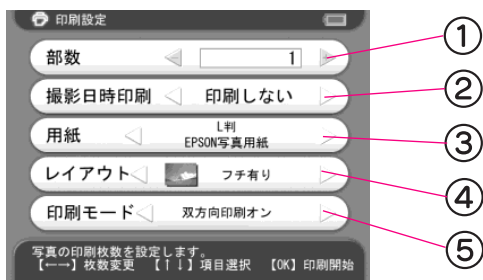 印刷設定
部数 1 ①
撮影日時印刷 印刷しない ②
用紙 L判
EPSON写真用紙 ③
レイアウト フチ有り ④
印刷モード 双方向印刷オン ⑤
写真の印刷枚数を設定します。
【←→】枚数変更 【↑↓】項目選択 【OK】印刷開始